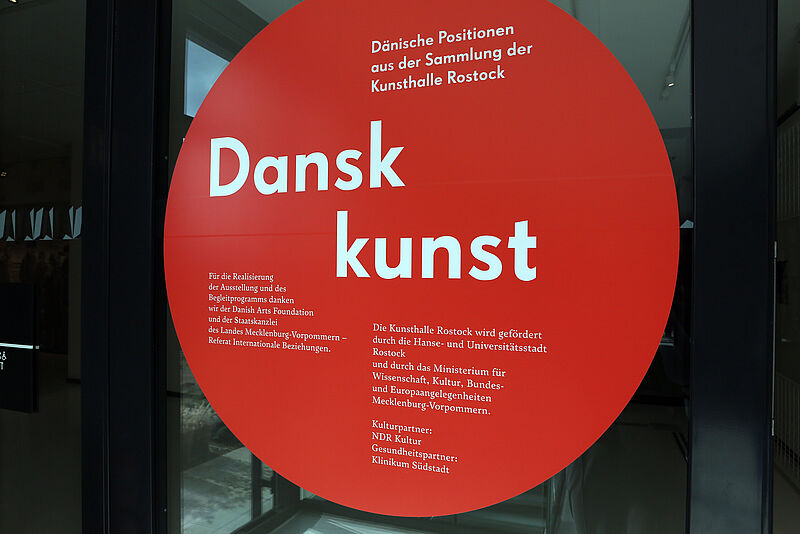 Dänische Positionen
aus der Sammlung der
Kunsthalle Rostock
Dansk
kunst
Für die Realisierung
der Ausstellung und des
Begleitprogramms danken
wir der Danish Arts Foundation
und der Staatskanzlei
des Landes Mecklenburg-Vorpommern –
Referat Internationale Beziehungen.
Die Kunsthalle Rostock wird gefördert
durch die Hanse- und Universitätsstadt
Rostock
und durch das Ministerium für
Wissenschaft, Kultur, Bundes-
und Europaangelegenheiten
Mecklenburg-Vorpommern.
Kulturpartner:
NDR Kultur
Gesundheitspartner:
Klinikum Südstadt